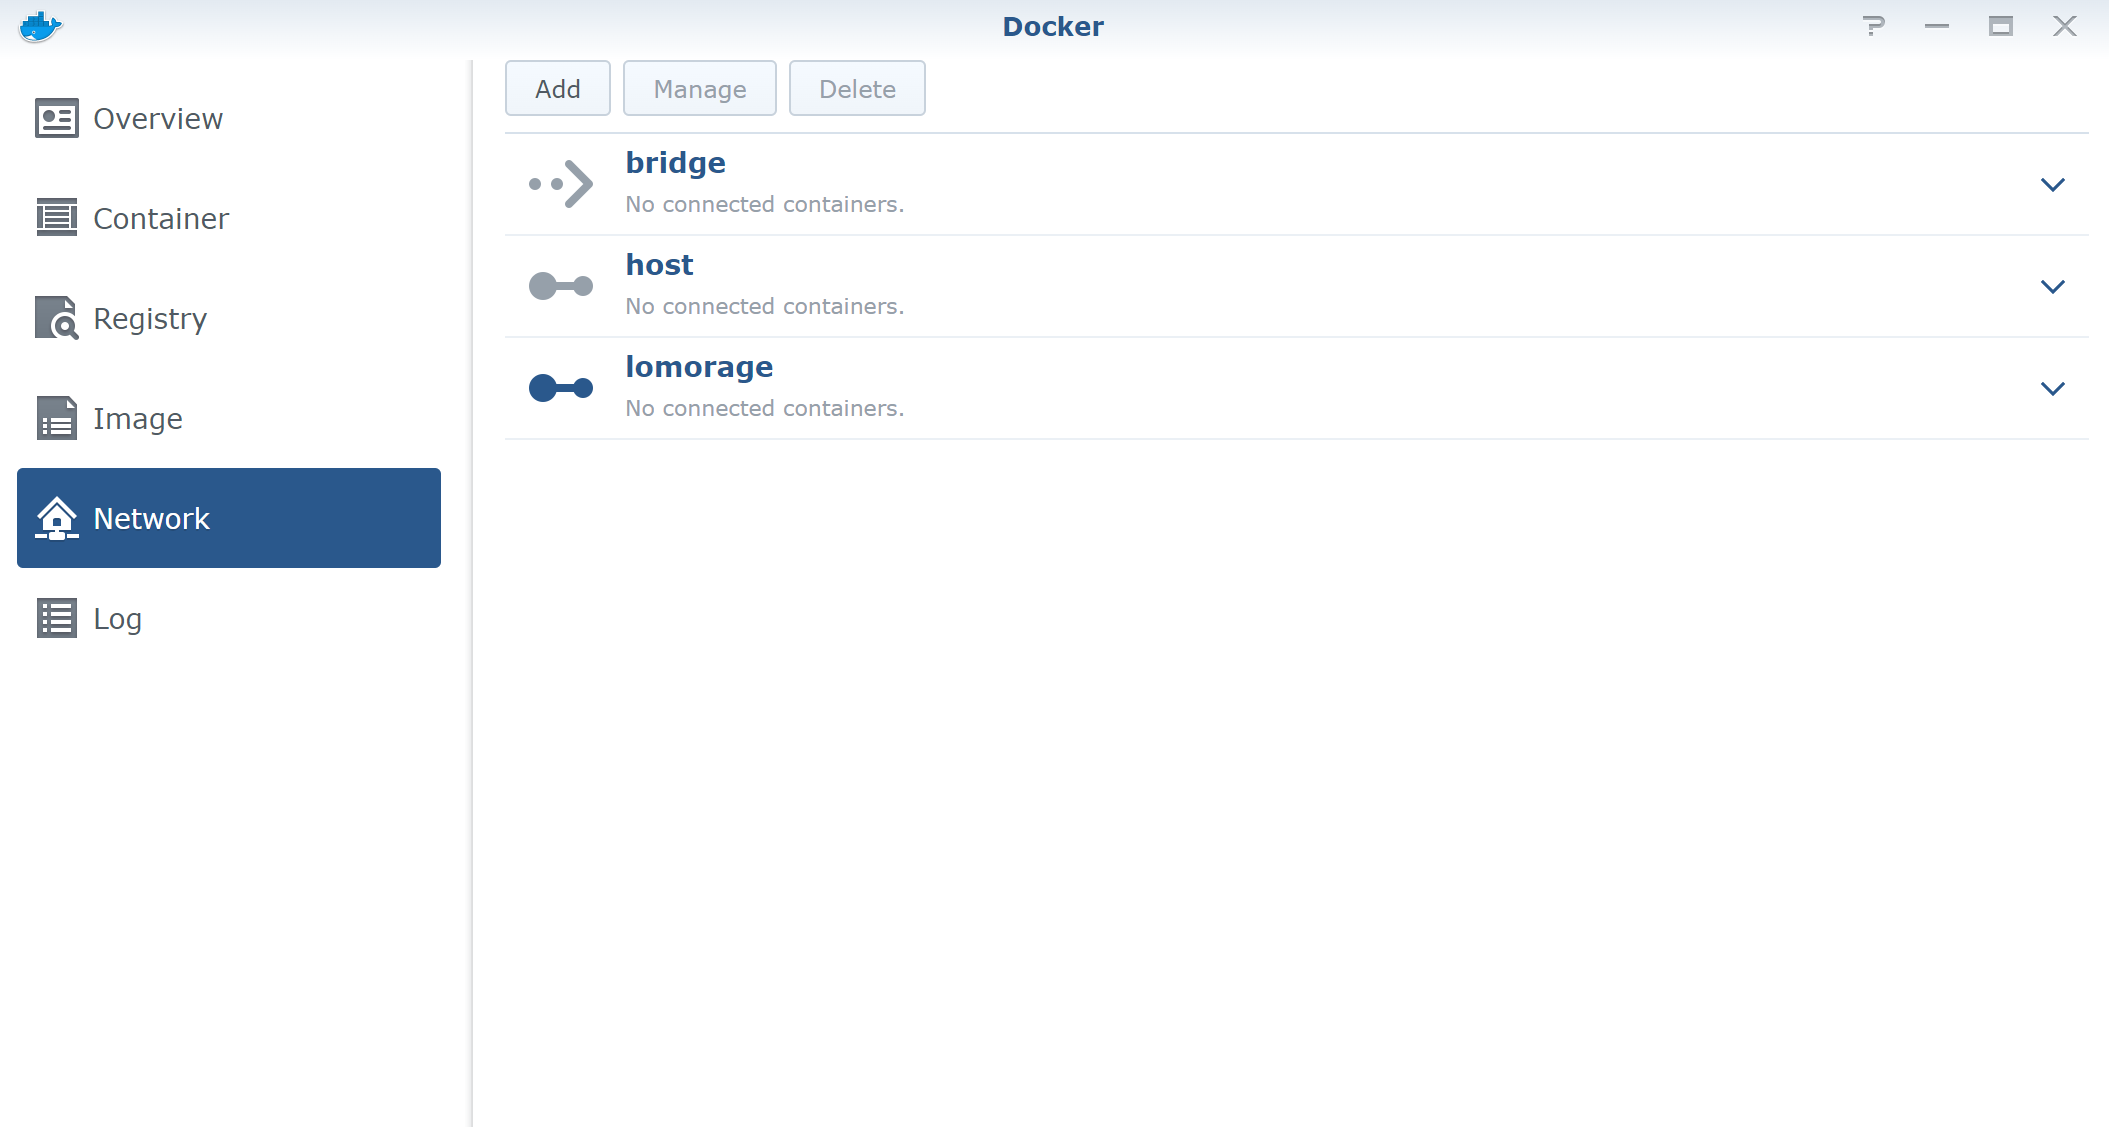 Docker
Overview
Container
Registry
Image
Network
Log
Add Manage Delete
bridge
No connected containers.
host
No connected containers.
lomorage
No connected containers.